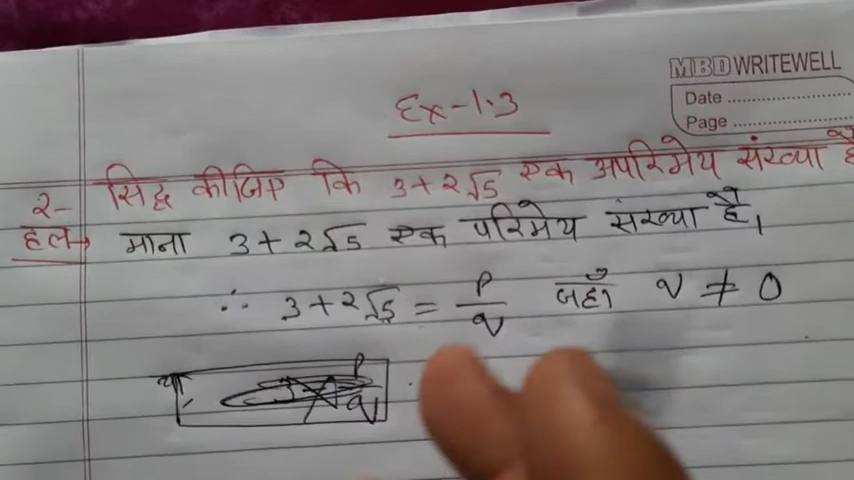 MBD WRITEWELL
Date
Page
Ex-1.3
2- सिद्ध कीजिए कि 3+2√5 एक अपरिमेय संख्या है
हल→ माना 3+2√5 एक परिमेय संख्या है।
∴ 3+2√5 = p/q जहाँ q ≠ 0
या
p
q